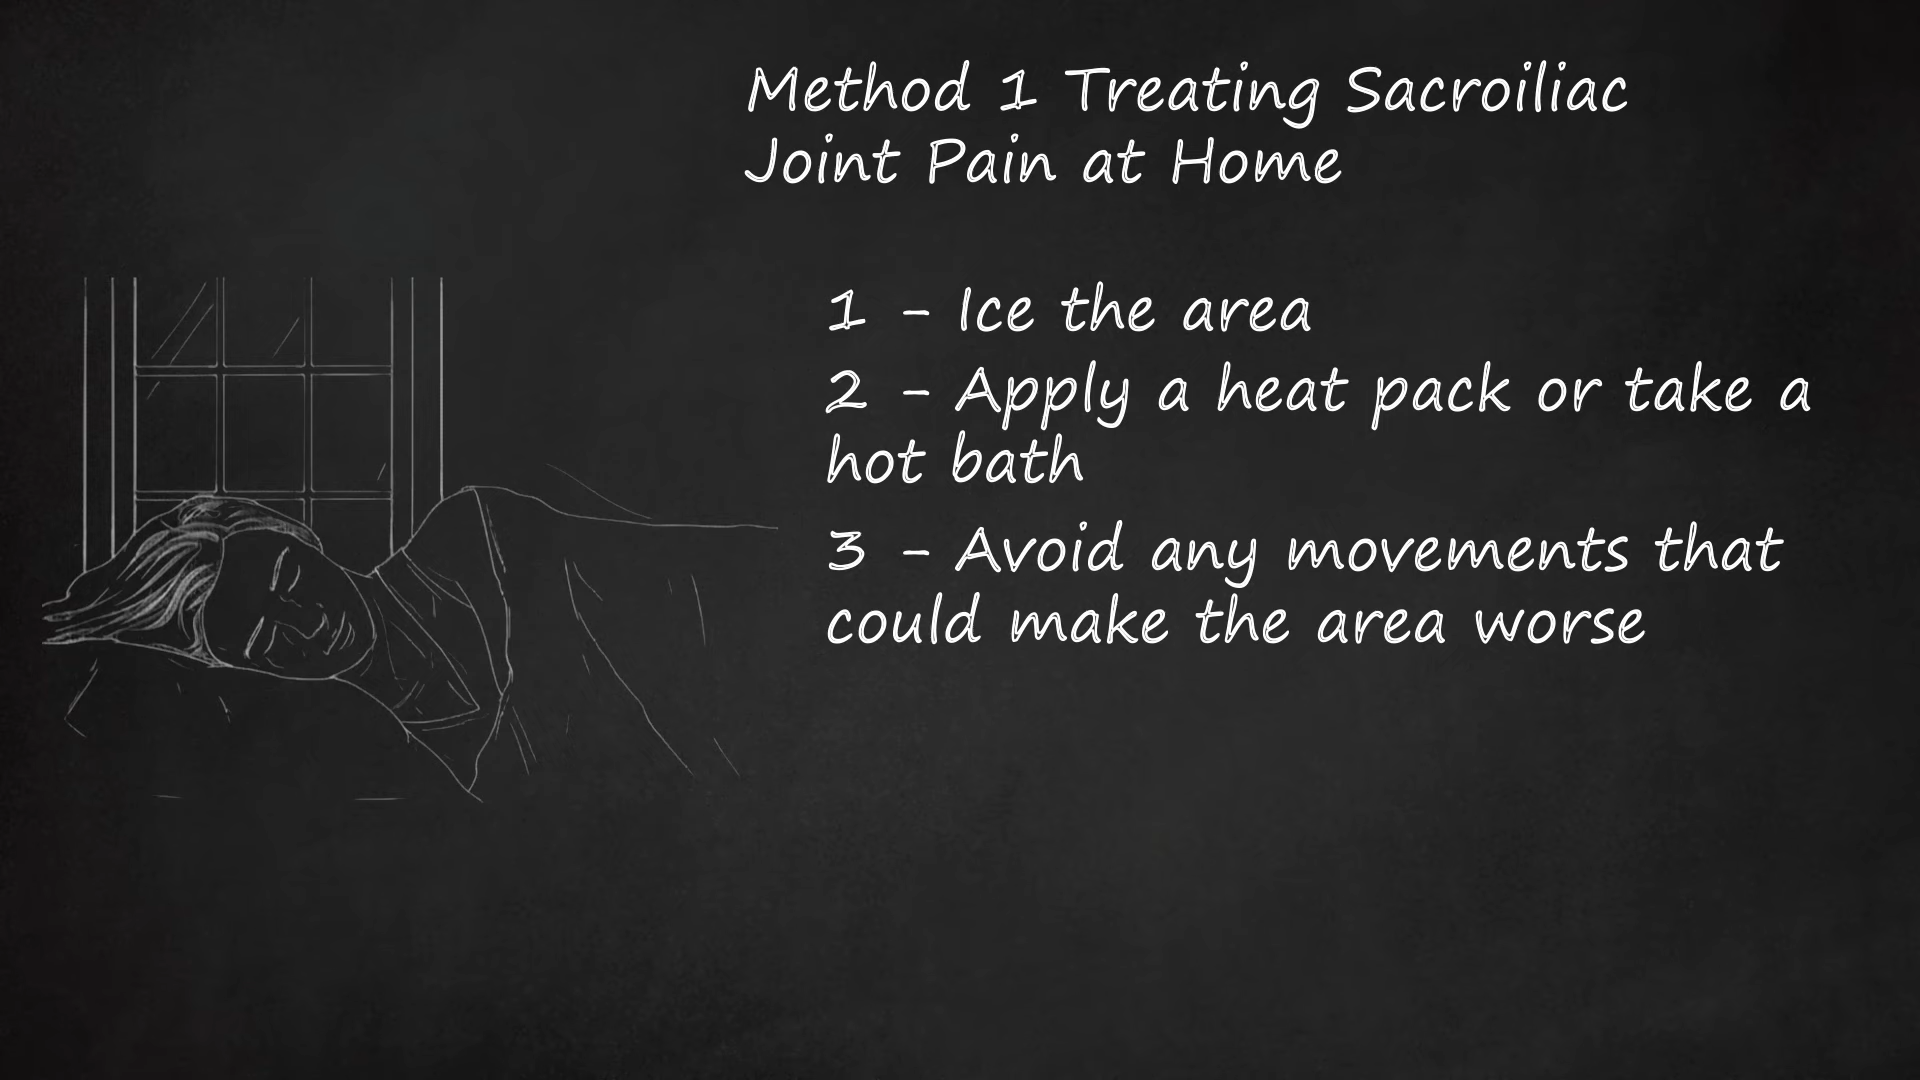 Method 1 Treating Sacroiliac
Joint Pain at Home
1 - Ice the area
2 - Apply a heat pack or take a
hot bath
3 - Avoid any movements that
could make the area worse